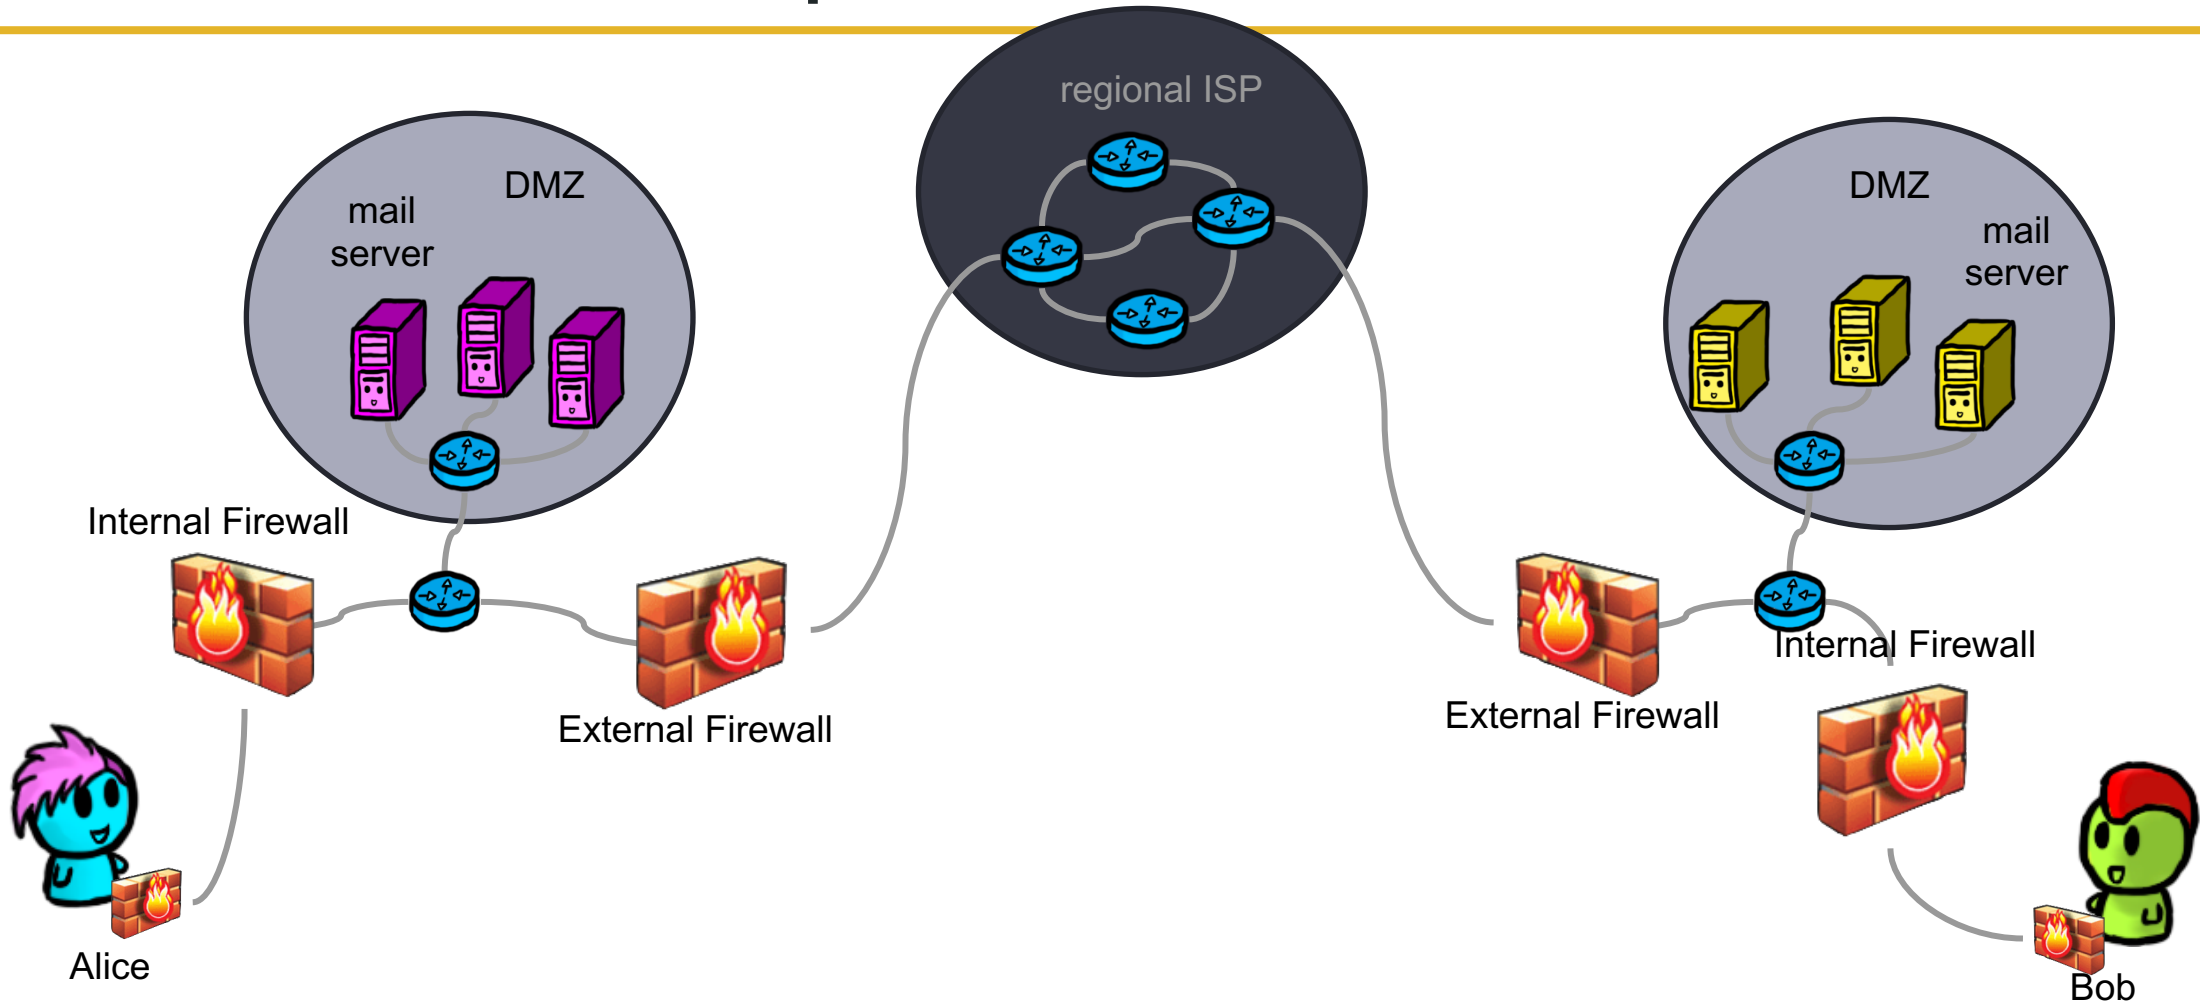 regional ISP
DMZ
mail
server
DMZ
mail
server
Internal Firewall
External Firewall
Internal Firewall
External Firewall
Alice
Bob